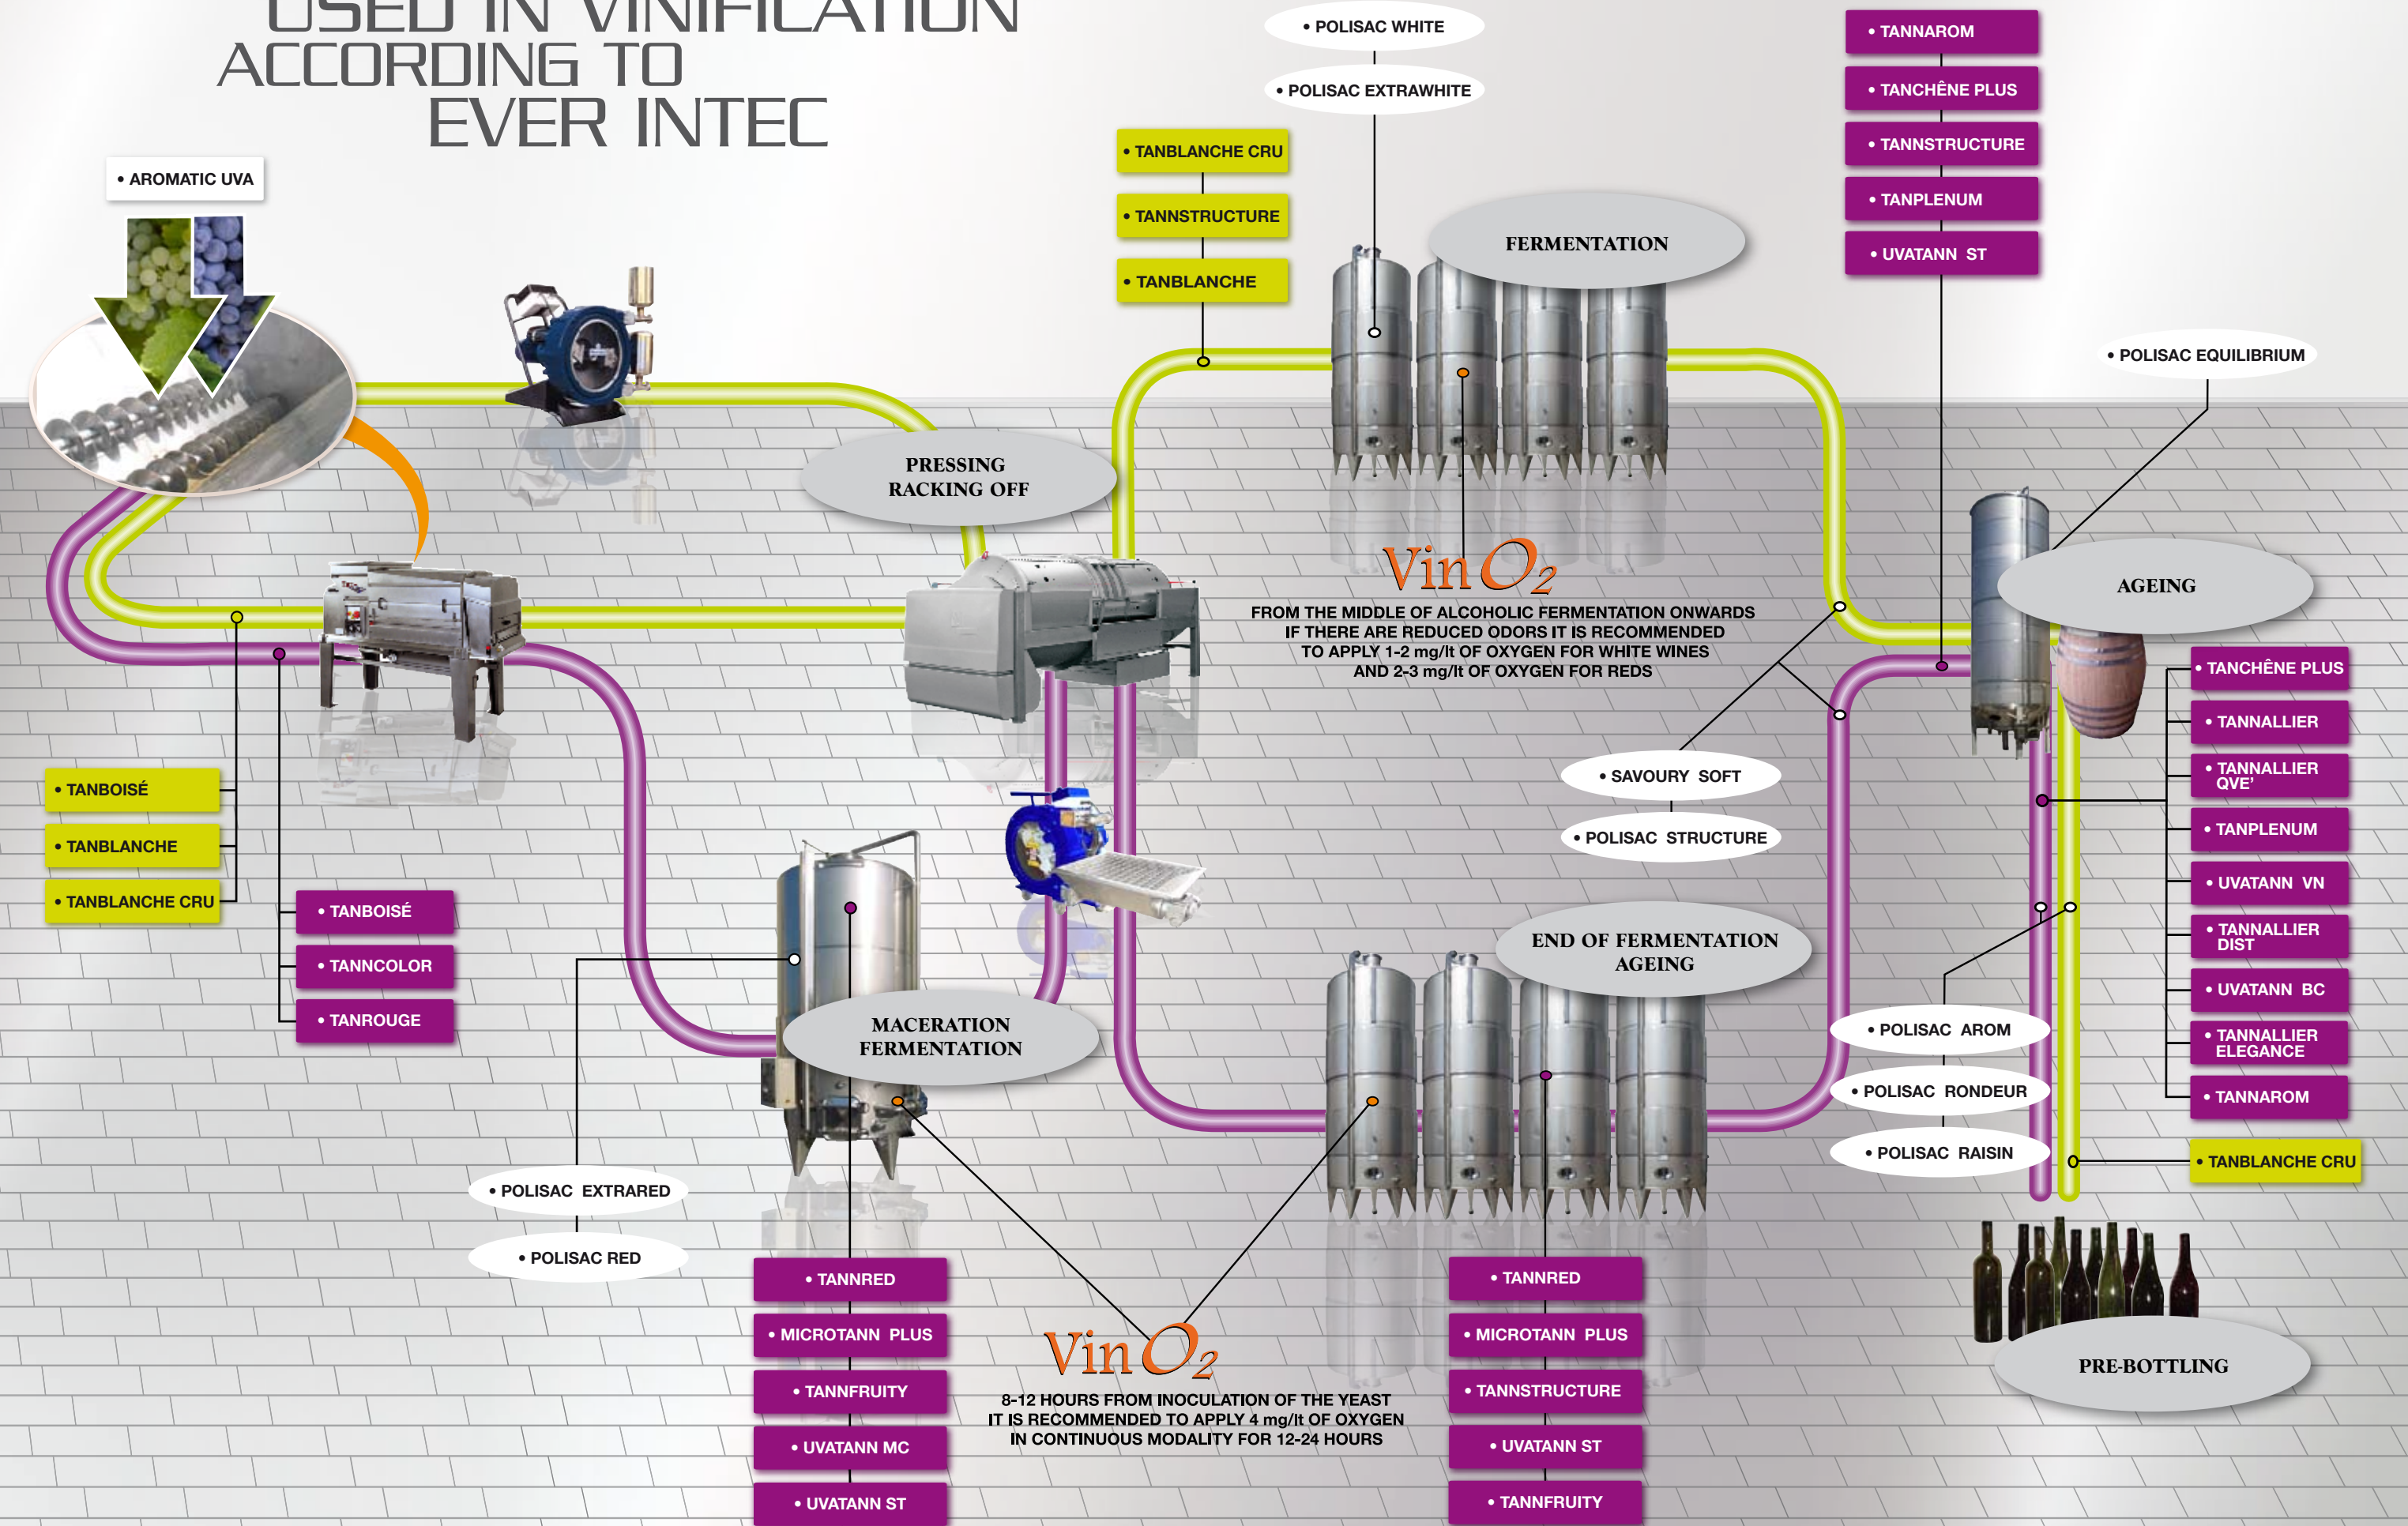 USED IN VINIFICATION
ACCORDING TO
EVER INTEC
• AROMATIC UVA
• POLISAC WHITE
• POLISAC EXTRAWHITE
• TANBLANCHE CRU
• TANNSTRUCTURE
• TANBLANCHE
FERMENTATION
• TANNAROM
• TANCHÊNE PLUS
• TANNSTRUCTURE
• TANPLENUM
• UVATANN ST
• POLISAC EQUILIBRIUM
PRESSING
RACKING OFF
VinO2
FROM THE MIDDLE OF ALCOHOLIC FERMENTATION ONWARDS
IF THERE ARE REDUCED ODORS IT IS RECOMMENDED
TO APPLY 1-2 mg/lt OF OXYGEN FOR WHITE WINES
AND 2-3 mg/lt OF OXYGEN FOR REDS
AGEING
• TANBOISÉ
• TANBLANCHE
• TANBLANCHE CRU
• TANBOISÉ
• TANNCOLOR
• TANROUGE
• SAVOURY SOFT
• POLISAC STRUCTURE
• TANCHÊNE PLUS
• TANNALLIER
• TANNALLIER
QVE'
• TANPLENUM
• UVATANN VN
• TANNALLIER
DIST
• UVATANN BC
• TANNALLIER
ELEGANCE
• TANNAROM
• TANBLANCHE CRU
MACERATION
FERMENTATION
END OF FERMENTATION
AGEING
• POLISAC AROM
• POLISAC RONDEUR
• POLISAC RAISIN
• POLISAC EXTRARED
• POLISAC RED
• TANNRED
• MICROTANN PLUS
• TANNFRUITY
• UVATANN MC
• UVATANN ST
VinO2
8-12 HOURS FROM INOCULATION OF THE YEAST
IT IS RECOMMENDED TO APPLY 4 mg/lt OF OXYGEN
IN CONTINUOUS MODALITY FOR 12-24 HOURS
• TANNRED
• MICROTANN PLUS
• TANNSTRUCTURE
• UVATANN ST
• TANNFRUITY
PRE-BOTTLING